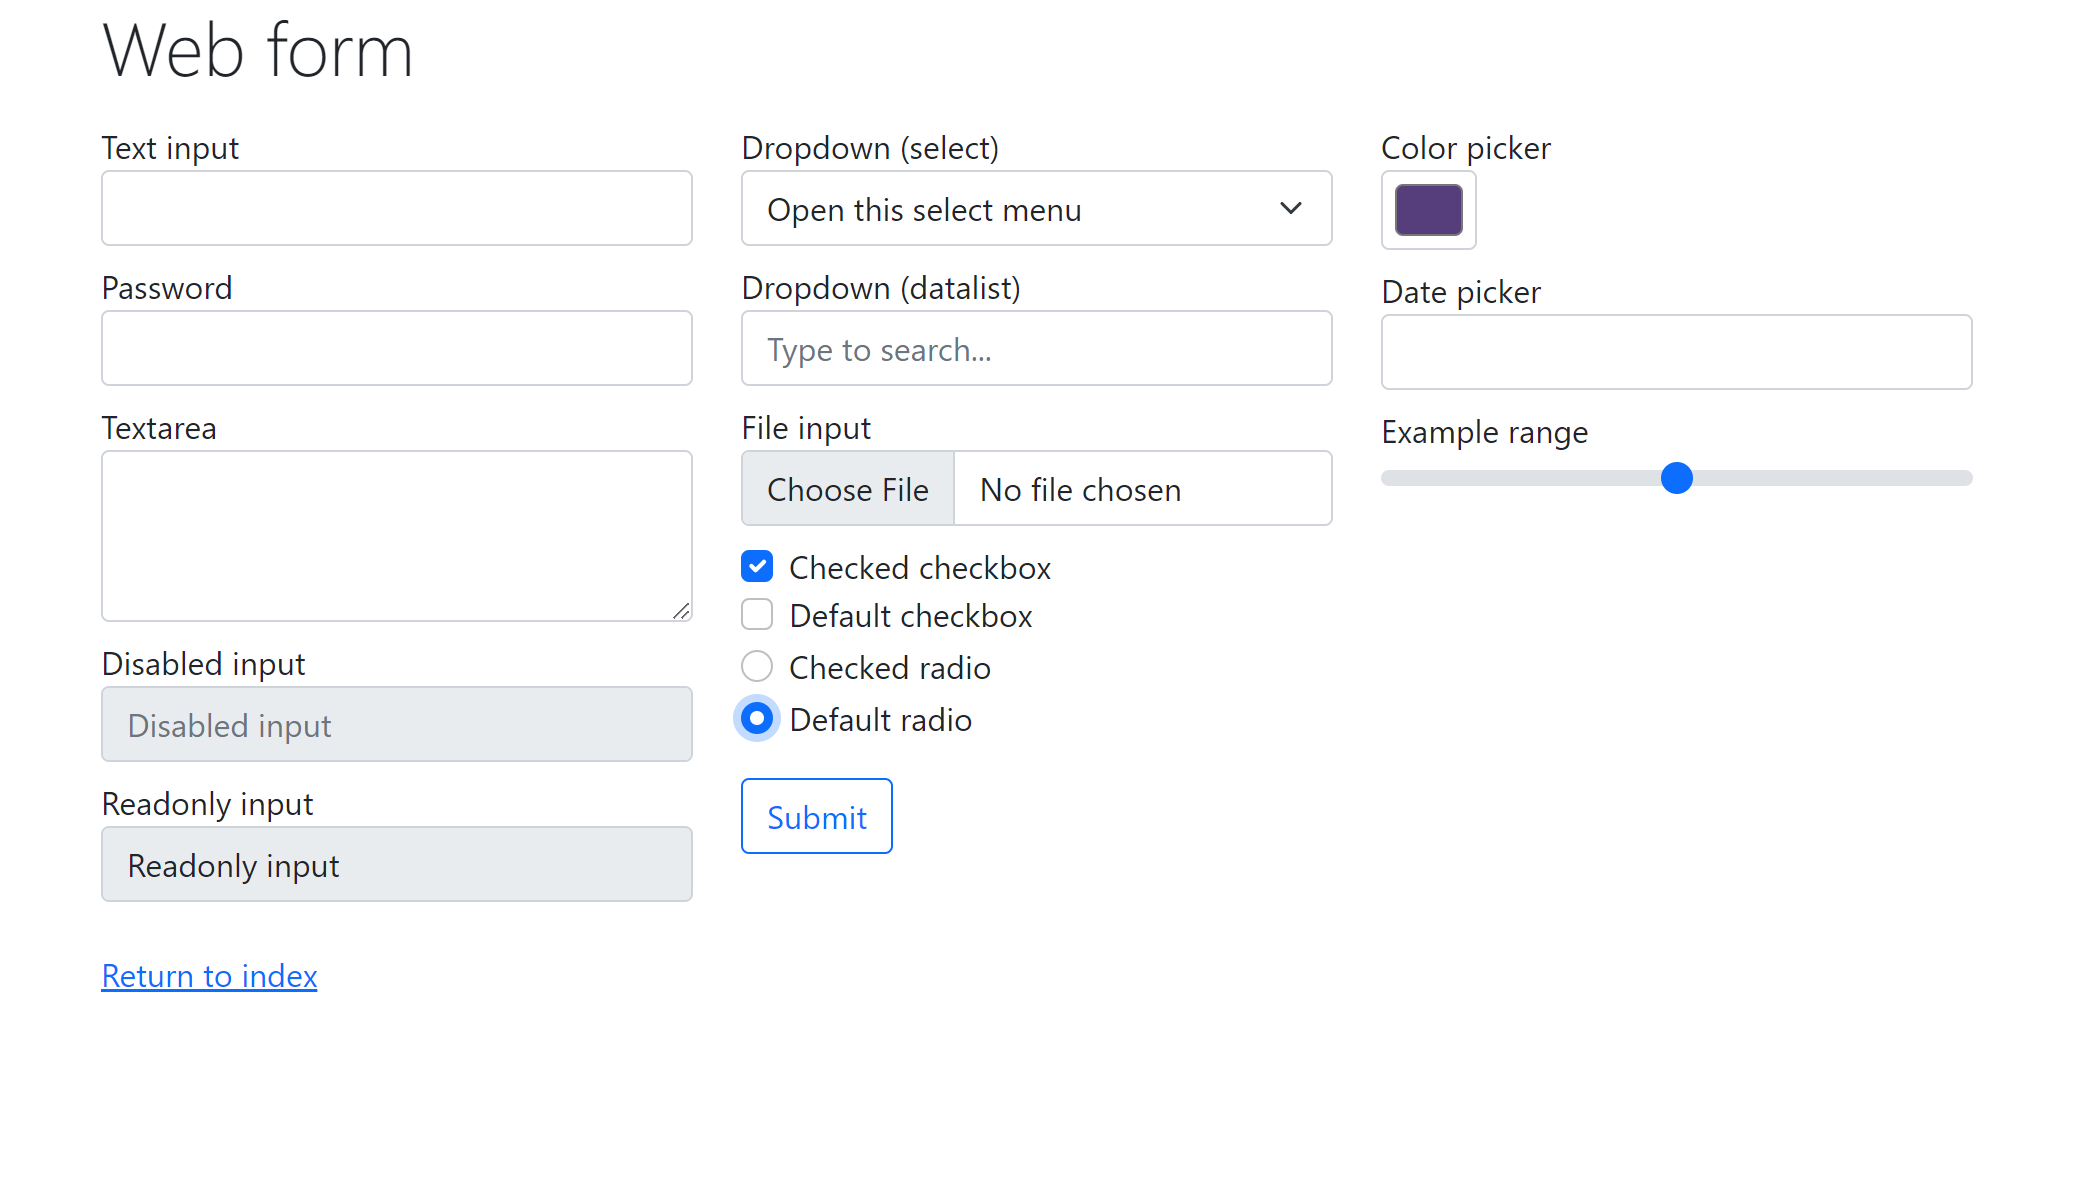 Web form
Text input
Password
Textarea
Disabled input
Disabled input
Readonly input
Readonly input
Return to index
Dropdown (select)
Open this select menu
Dropdown (datalist)
Type to search...
File input
Choose File No file chosen
Checked checkbox
Default checkbox
Checked radio
Default radio
Submit
Color picker
Date picker
Example range